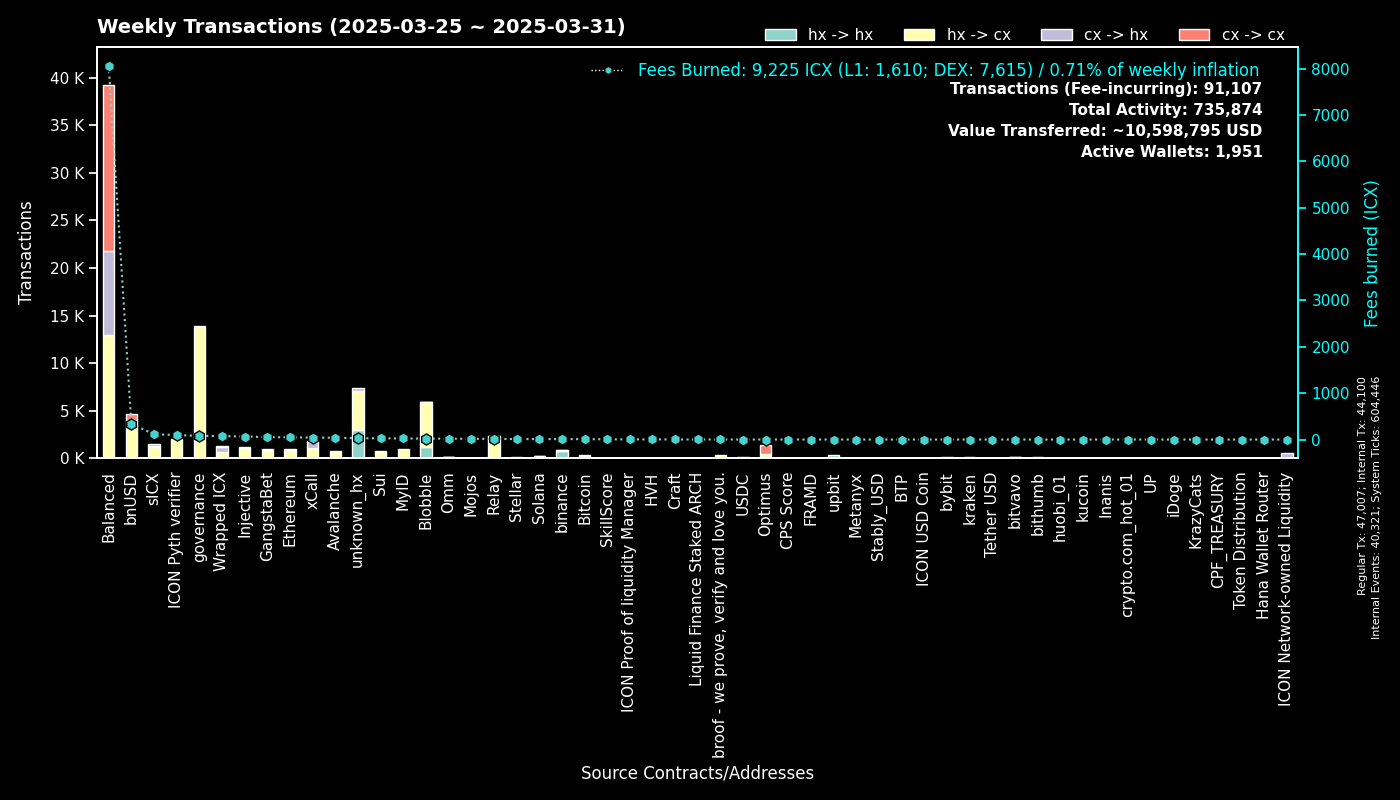 Weekly Transactions (2025-03-25 ~ 2025-03-31)
hx -> hx
hx -> cx
cx -> hx
cx -> cx
Fees Burned: 9,225 ICX (L1: 1,610; DEX: 7,615) / 0.71% of weekly inflation
Transactions (Fee-incurring): 91,107
Total Activity: 735,874
Value Transferred: ~10,598,795 USD
Active Wallets: 1,951
Transactions
40 K
35 K
30 K
25 K
20 K
15 K
10 K
5 K
0 K
8000
7000
6000
5000
4000
3000
2000
1000
0
Fees burned (ICX)
Regular Tx: 47,007; Internal Tx: 44,100
Internal Events: 40,321; System Ticks: 604,446
Balanced
bnUSD
sICX
ICON Pyth verifier
governance
Wrapped ICX
Injective
GangstaBet
Ethereum
xCall
Avalanche
unknown_hx
Sui
MyID
Blobble
Omm
Mojos
Relay
Stellar
Solana
binance
Bitcoin
SkillScore
ICON Proof of liquidity Manager
HVH
Craft
Liquid Finance Staked ARCH
broof - we prove, verify and love you.
USDC
Optimus
CPS Score
FRAMD
upbit
Metanyx
Stably_USD
BTP
ICON USD Coin
bybit
kraken
Tether USD
bitvavo
bithumb
huobi_01
kucoin
Inanis
crypto.com_hot_01
UP
iDoge
KrazyCats
CPF_TREASURY
Token Distribution
Hana Wallet Router
ICON Network-owned Liquidity
Source Contracts/Addresses